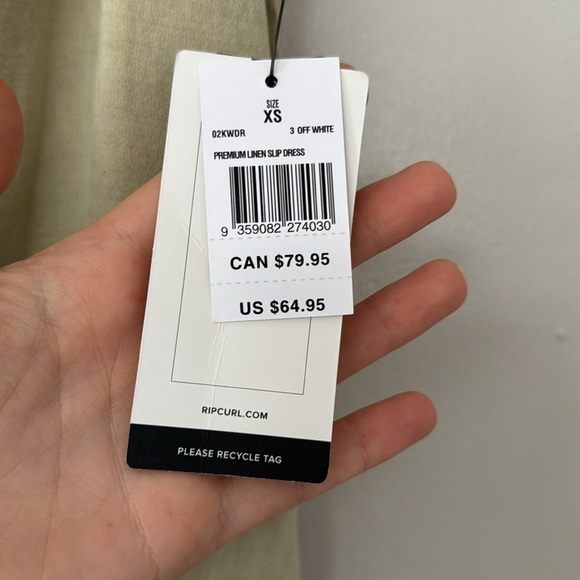 SIZE
XS
02KWDR 3 OFF WHITE
PREMIUM LINEN SLIP DRESS
9 359082 274030
CAN $79.95
US $64.95
RIPCURL.COM
PLEASE RECYCLE TAG